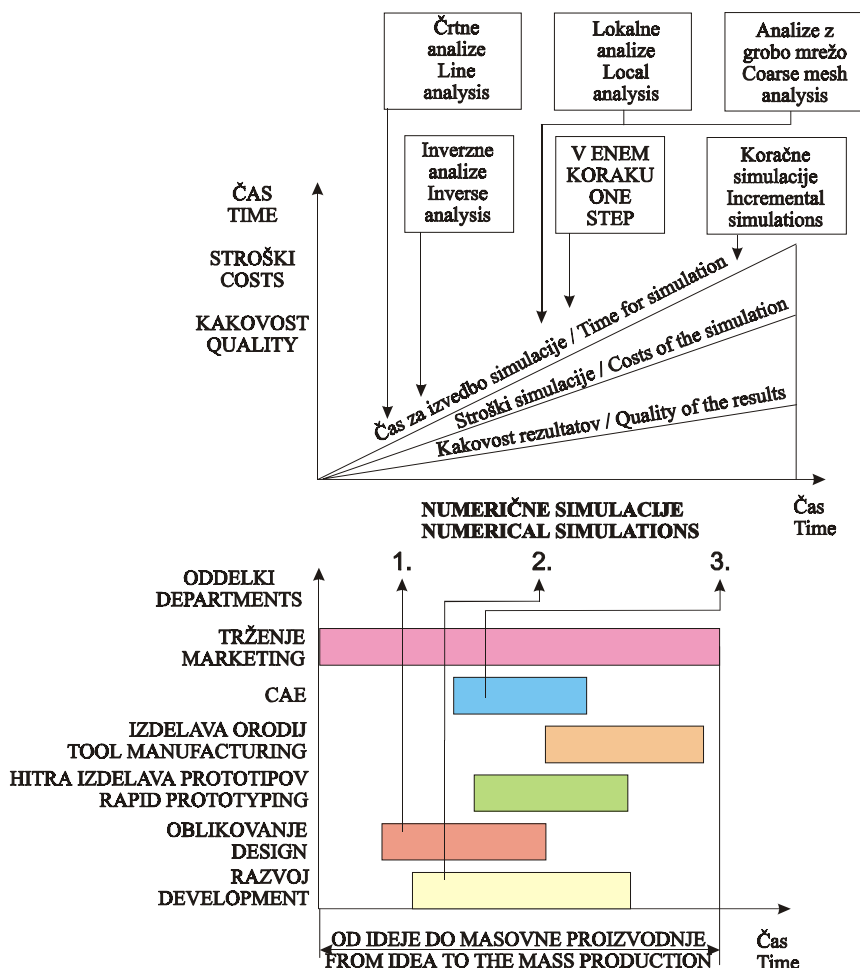 Črtne
analize
Line
analysis
Lokalne
analize
Local
analysis
Analize z
grobo mrežo
Coarse mesh
analysis
Inverzne
analize
Inverse
analysis
V ENEM
KORAKU
ONE
STEP
Koračne
simulacije
Incremental
simulations
ČAS
TIME
STROŠKI
COSTS
KAKOVOST
QUALITY
Čas za izvedbo simulacije / Time for simulation
Stroški simulacije / Costs of the simulation
Kakovost rezultatov / Quality of the results
Čas
Time
NUMERIČNE SIMULACIJE
NUMERICAL SIMULATIONS
1.
2.
3.
ODDELKI
DEPARTMENTS
TRŽENJE
MARKETING
CAE
IZDELAVA ORODIJ
TOOL MANUFACTURING
HITRA IZDELAVA PROTOTIPOV
RAPID PROTOTYPING
OBLIKOVANJE
DESIGN
RAZVOJ
DEVELOPMENT
OD IDEJE DO MASOVNE PROIZVODNJE
FROM IDEA TO THE MASS PRODUCTION
Čas
Time